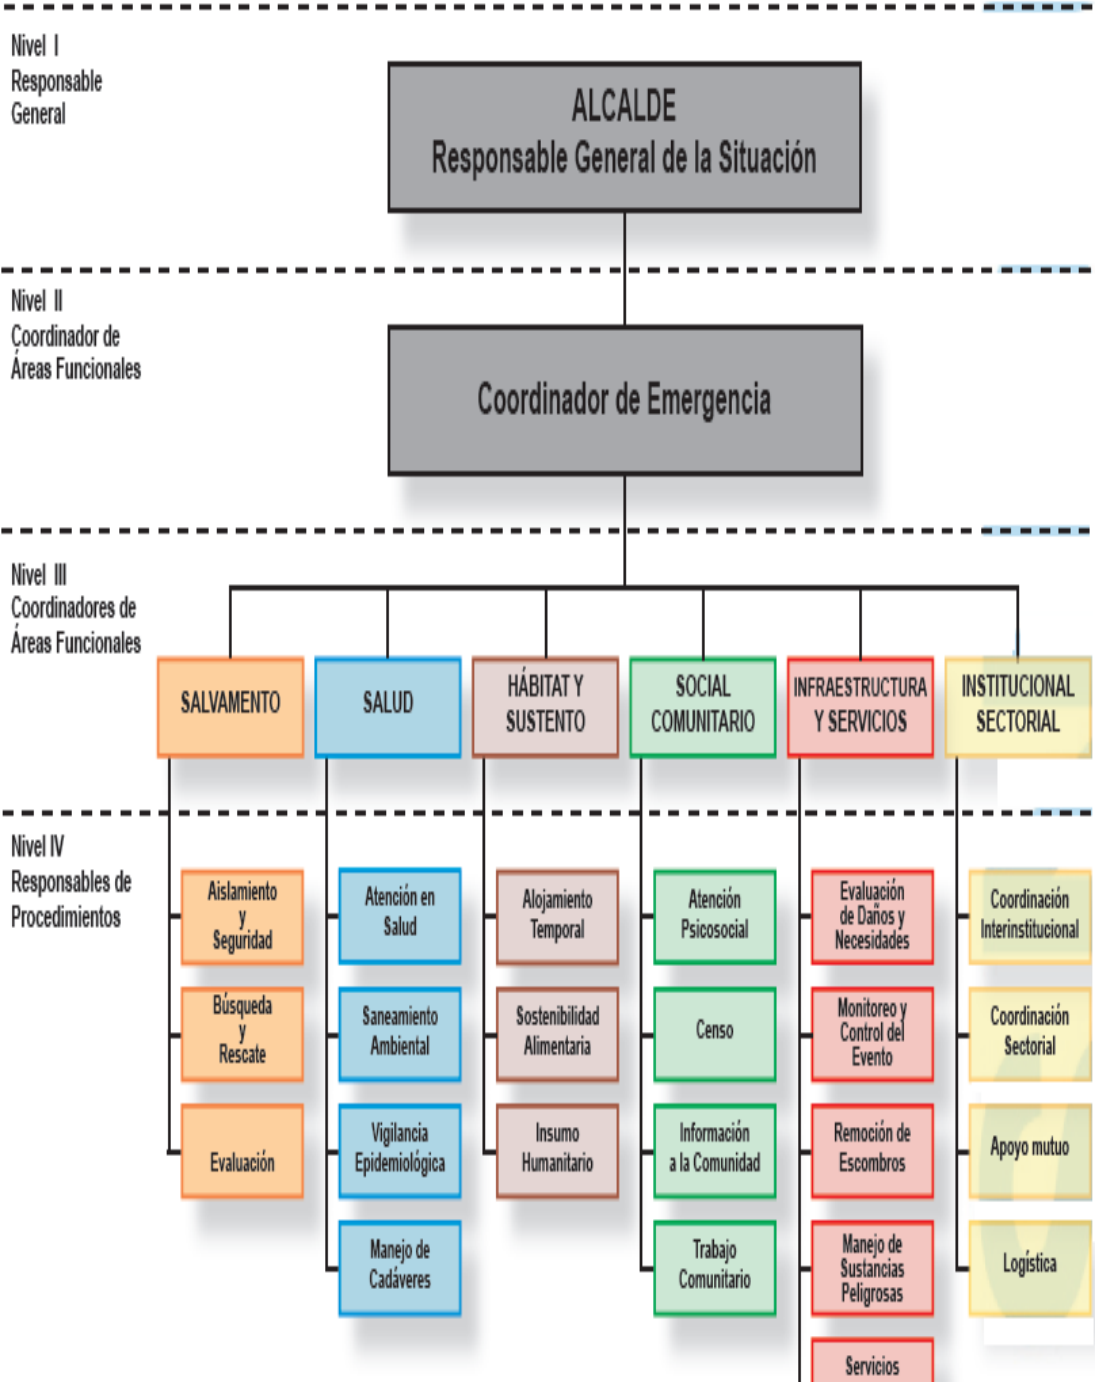 Nivel I
Responsable
General
ALCALDE
Responsable General de la Situación
Nivel II
Coordinador de
Áreas Funcionales
Coordinador de Emergencia
Nivel III
Coordinadores de
Áreas Funcionales
SALVAMENTO
SALUD
HÁBITAT Y
SUSTENTO
SOCIAL
COMUNITARIO
INFRAESTRUCTURA
Y SERVICIOS
INSTITUCIONAL
SECTORIAL
Nivel IV
Responsables de
Procedimientos
Aislamiento
y
Seguridad
Búsqueda
y
Rescate
Evaluación
Atención en
Salud
Saneamiento
Ambiental
Vigilancia
Epidemiológica
Manejo de
Cadáveres
Alojamiento
Temporal
Sostenibilidad
Alimentaria
Insumo
Humanitario
Atención
Psicosocial
Censo
Información
a la Comunidad
Trabajo
Comunitario
Evaluación
de Daños y
Necesidades
Monitoreo y
Control del
Evento
Remoción de
Escombros
Manejo de
Sustancias
Peligrosas
Servicios
Coordinación
Interinstitucional
Coordinación
Sectorial
Apoyo mutuo
Logística